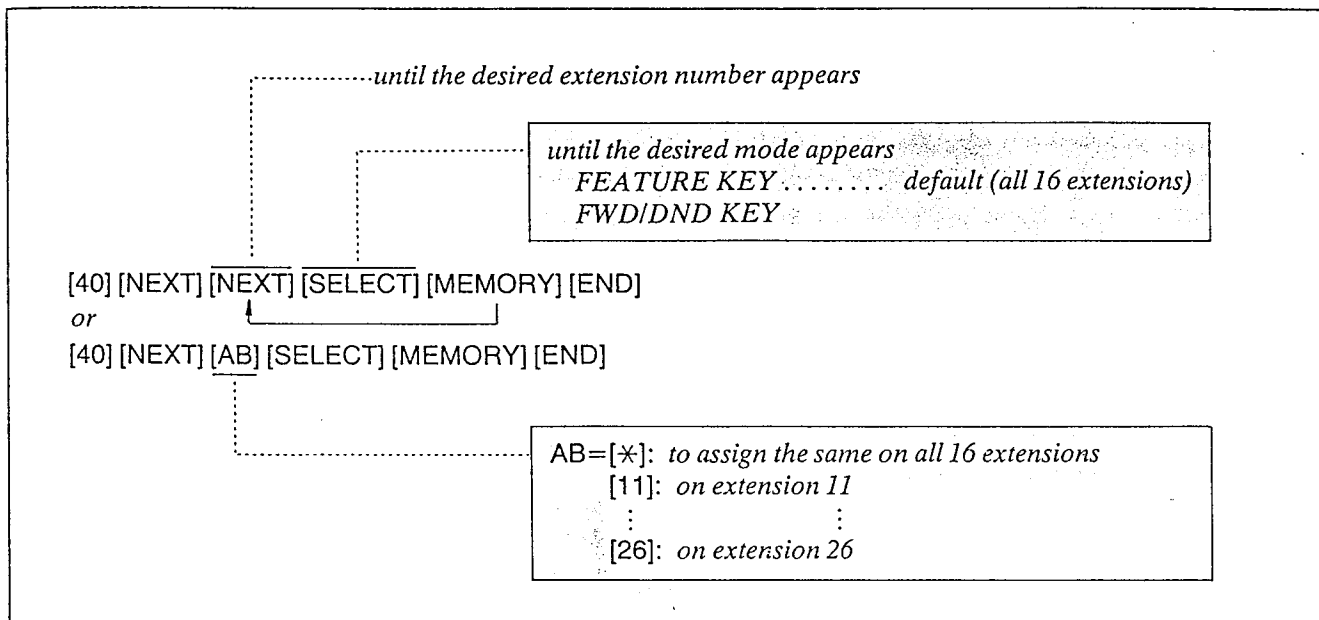 until the desired extension number appears
until the desired mode appears
FEATURE KEY ........ default (all 16 extensions)
FWD/DND KEY
[40] [NEXT] [NEXT] [SELECT] [MEMORY] [END]
or
[40] [NEXT] [AB] [SELECT] [MEMORY] [END]
AB=[*]: to assign the same on all 16 extensions
[11]: on extension 11
: :
[26]: on extension 26